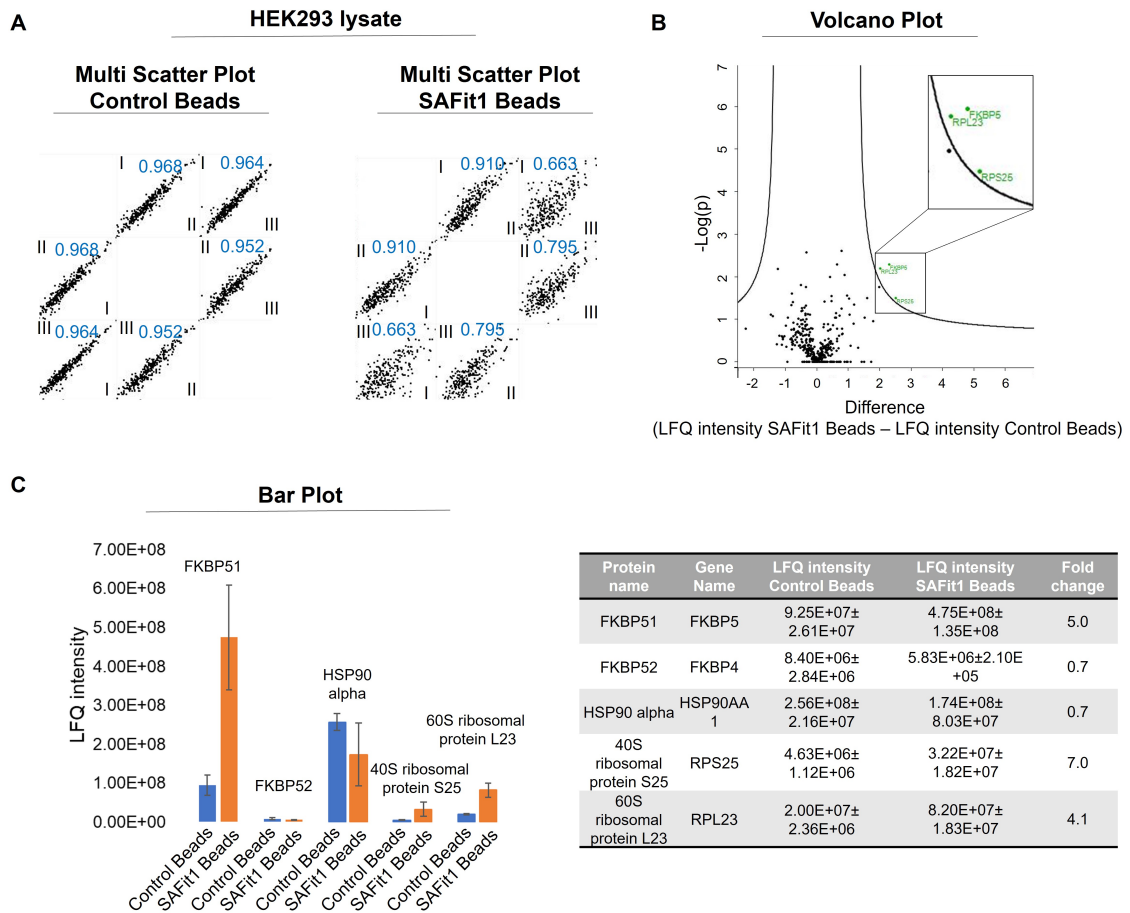 A
HEK293 lysate
Multi Scatter Plot
Control Beads
Multi Scatter Plot
SAFit1 Beads
I 0.968 I 0.964
II III
II 0.968 II 0.952
I III
III 0.964 III 0.952
I II
I 0.910 I 0.663
II III
II 0.910 II 0.795
I III
III 0.663 III 0.795
I II
B
Volcano Plot
-Log(p)
7
6
5
4
3
2
1
0
FKBP5
RPL23
RPS25
FKBP5
RPL23
RPS25
-2 -1 0 1 2 3 4 5 6
Difference
(LFQ intensity SAFit1 Beads – LFQ intensity Control Beads)
C
Bar Plot
LFQ intensity
7.00E+08
6.00E+08
5.00E+08
4.00E+08
3.00E+08
2.00E+08
1.00E+08
0.00E+00
FKBP51
FKBP52
HSP90
alpha
40S ribosomal
protein S25
60S ribosomal
protein L23
Control Beads
SAFit1 Beads
Control Beads
SAFit1 Beads
Control Beads
SAFit1 Beads
Control Beads
SAFit1 Beads
Control Beads
SAFit1 Beads
Protein name Gene Name LFQ intensity Control Beads LFQ intensity SAFit1 Beads Fold change
FKBP51 FKBP5 9.25E+07± 2.61E+07 4.75E+08± 1.35E+08 5.0
FKBP52 FKBP4 8.40E+06± 2.84E+06 5.83E+06±2.10E +05 0.7
HSP90 alpha HSP90AA 1 2.56E+08± 2.16E+07 1.74E+08± 8.03E+07 0.7
40S ribosomal protein S25 RPS25 4.63E+06± 1.12E+06 3.22E+07± 1.82E+07 7.0
60S ribosomal protein L23 RPL23 2.00E+07± 2.36E+06 8.20E+07± 1.83E+07 4.1